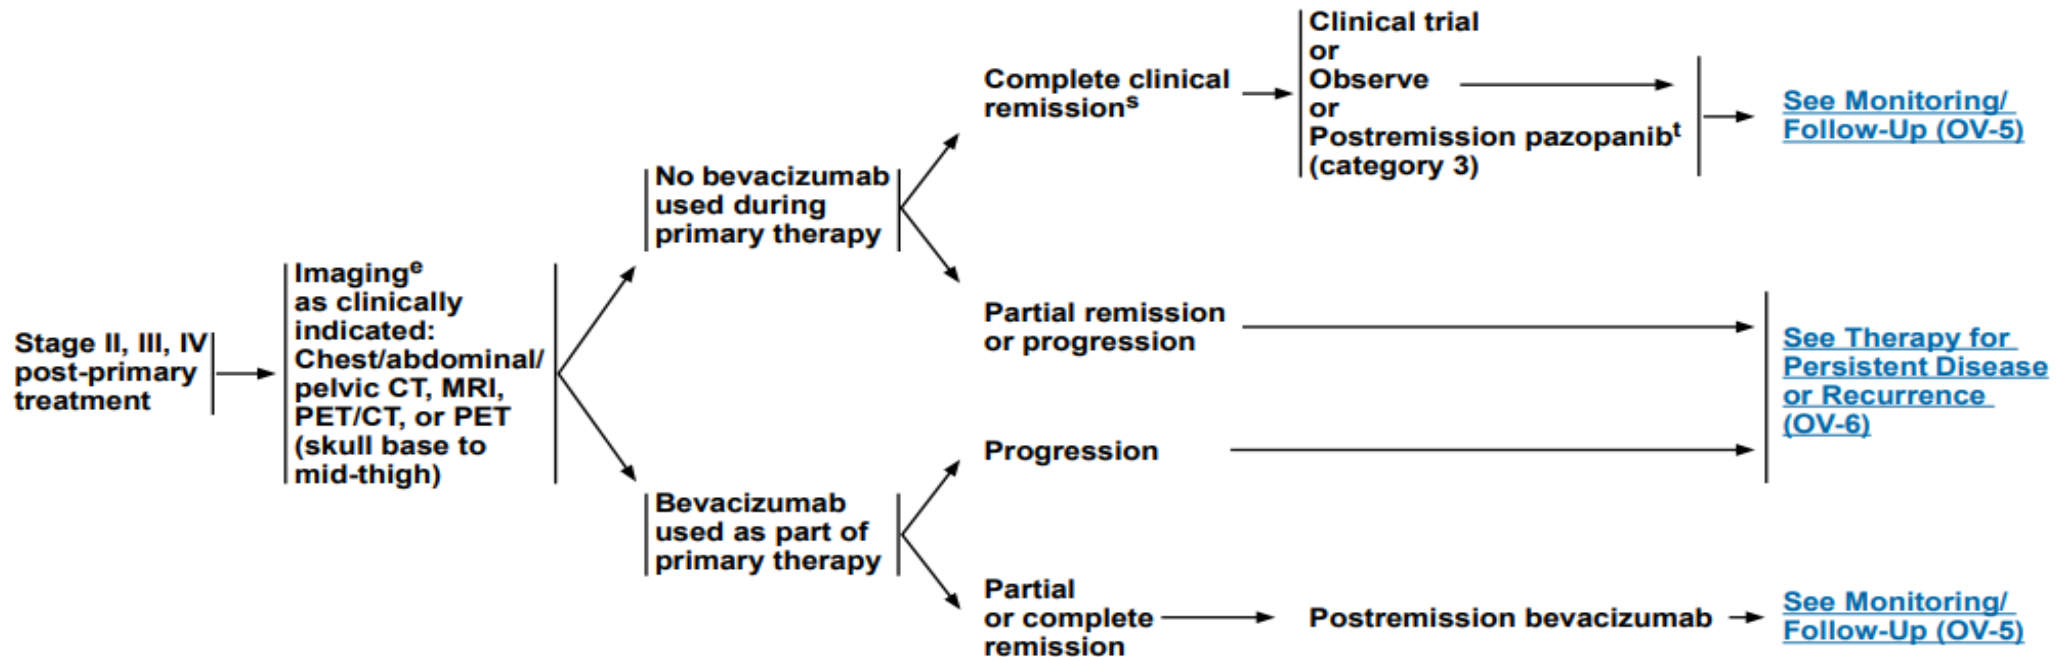 Stage II, III, IV
post-primary
treatment
Imagingᵉ
as clinically
indicated:
Chest/abdominal/
pelvic CT, MRI,
PET/CT, or PET
(skull base to
mid-thigh)
No bevacizumab
used during
primary therapy
Complete clinical
remissionˢ
Clinical trial
or
Observe
or
Postremission pazopanibᵗ
(category 3)
See Monitoring/
Follow-Up (OV-5)
Partial remission
or progression
See Therapy for
Persistent Disease
or Recurrence
(OV-6)
Bevacizumab
used as part of
primary therapy
Progression
Partial
or complete
remission
Postremission bevacizumab
See Monitoring/
Follow-Up (OV-5)